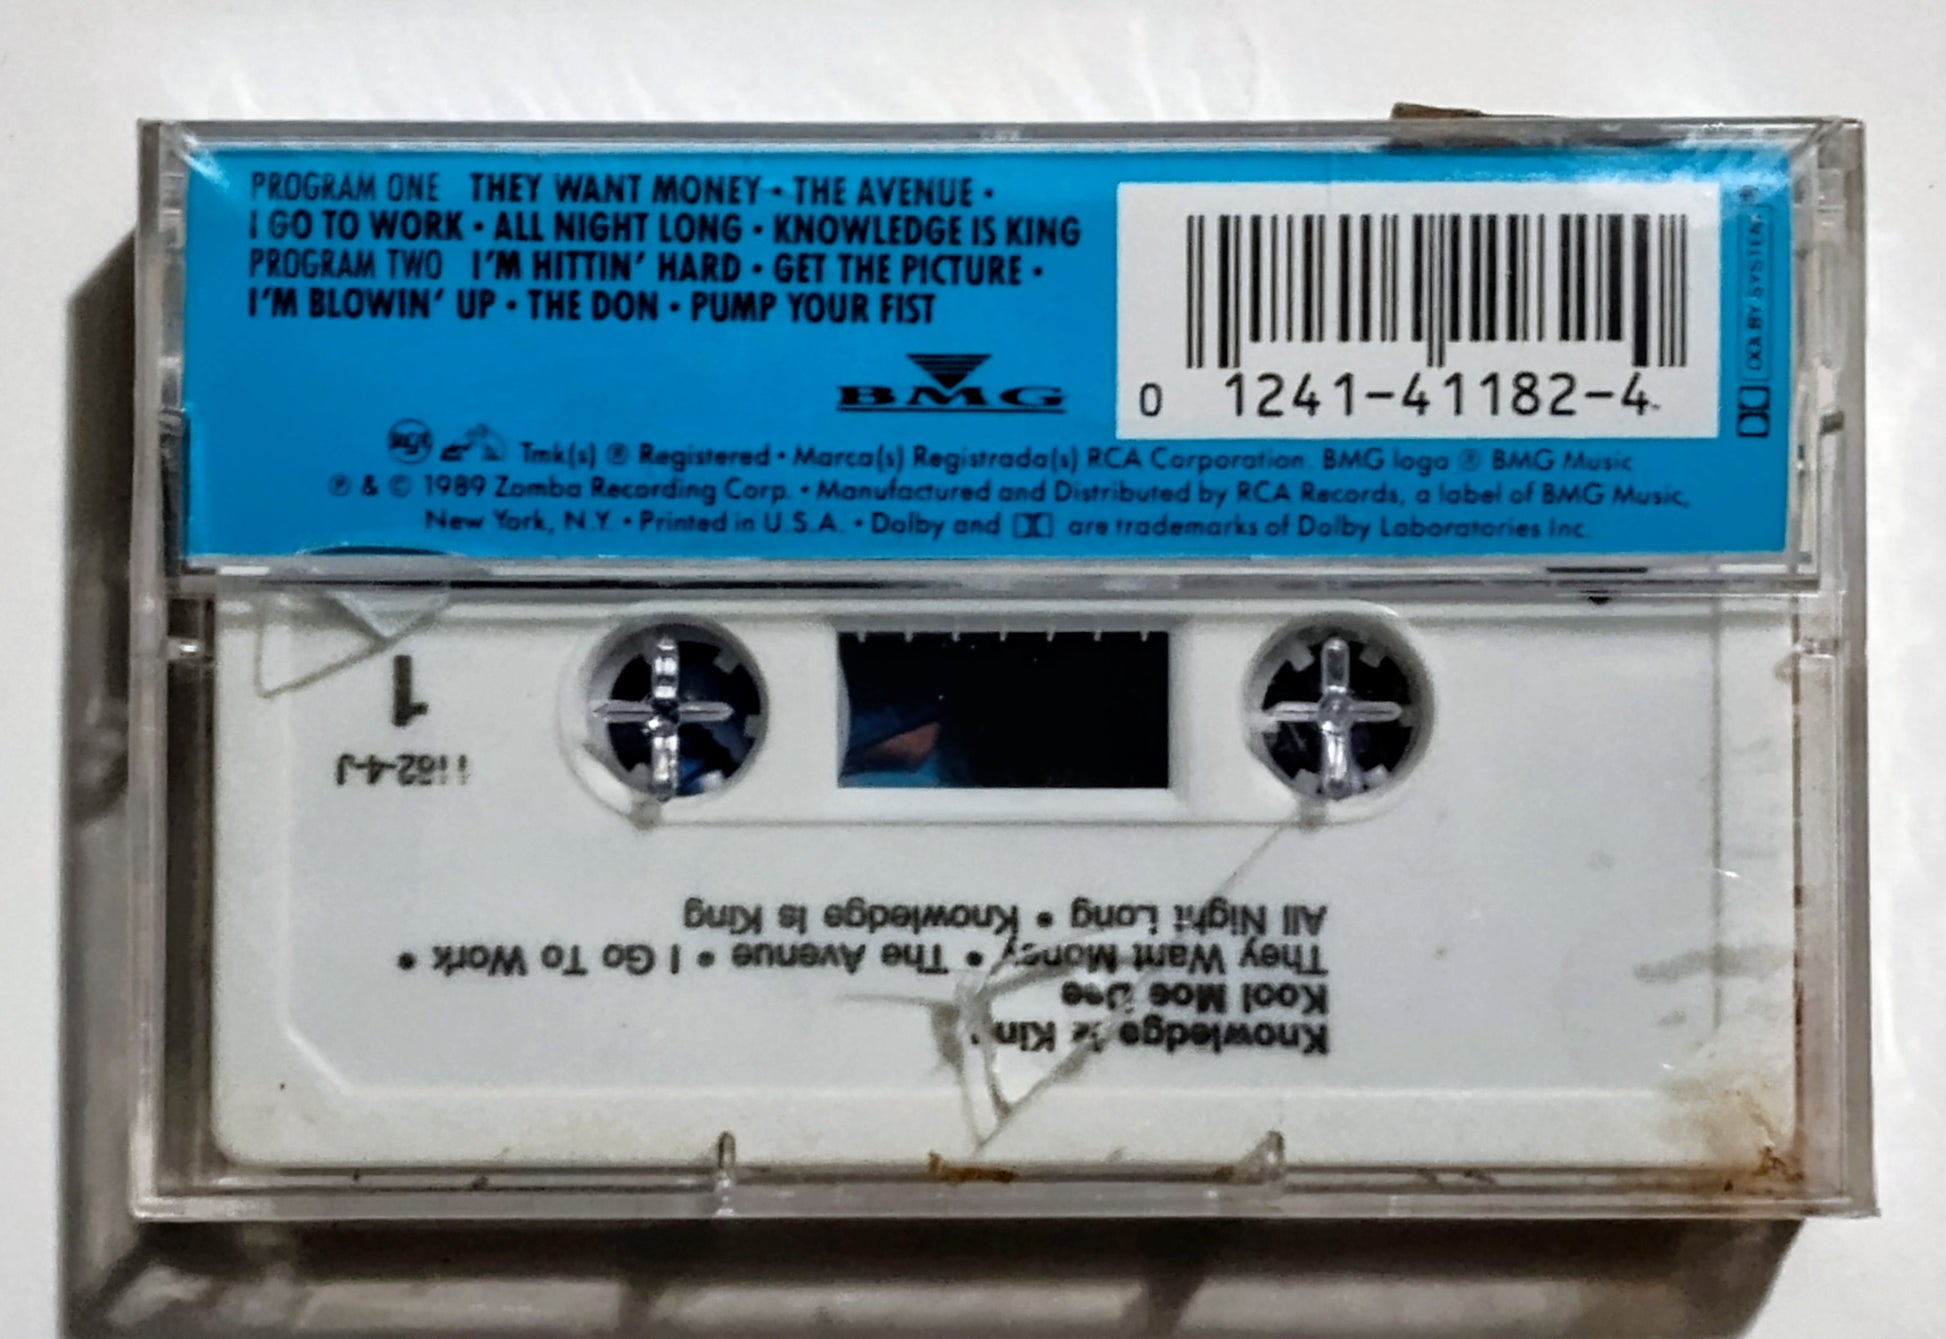 PROGRAM ONE THEY WANT MONEY • THE AVENUE •
I GO TO WORK • ALL NIGHT LONG • KNOWLEDGE IS KING
PROGRAM TWO I'M HITTIN' HARD • GET THE PICTURE •
I'M BLOWIN' UP • THE DON • PUMP YOUR FIST
BMG
0 1241-41182-4
DOLBY SYSTEM ®
RCA Tmk(s) ® Registered • Marca(s) Registrada(s) RCA Corporation. BMG logo ® BMG Music
℗ & © 1989 Zomba Recording Corp. • Manufactured and Distributed by RCA Records, a label of BMG Music,
New York, N.Y. • Printed in U.S.A. • Dolby and are trademarks of Dolby Laboratories Inc.
Knowledge Is King
Kool Moe Dee
They Want Money • The Avenue • I Go To Work •
All Night Long • Knowledge Is King
1182-4-J
1